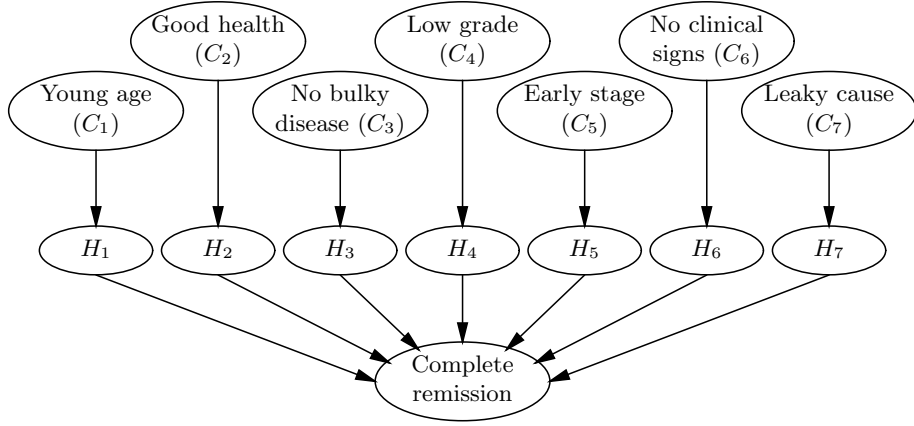 Good health
(C₂)
Low grade
(C₄)
No clinical
signs (C₆)
Young age
(C₁)
No bulky
disease (C₃)
Early stage
(C₅)
Leaky cause
(C₇)
H₁ H₂ H₃ H₄ H₅ H₆ H₇
Complete
remission